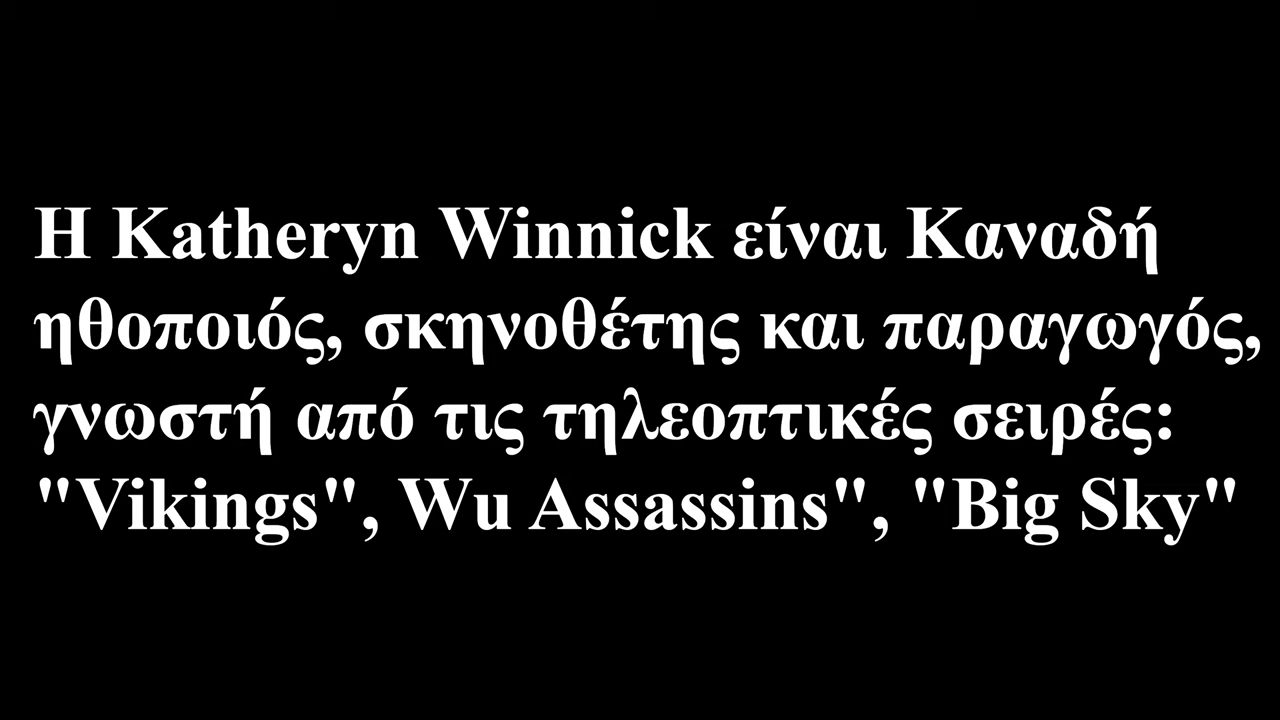 Η Katheryn Winnick είναι Καναδή
ηθοποιός, σκηνοθέτης και παραγωγός,
γνωστή από τις τηλεοπτικές σειρές:
"Vikings", Wu Assassins", "Big Sky"